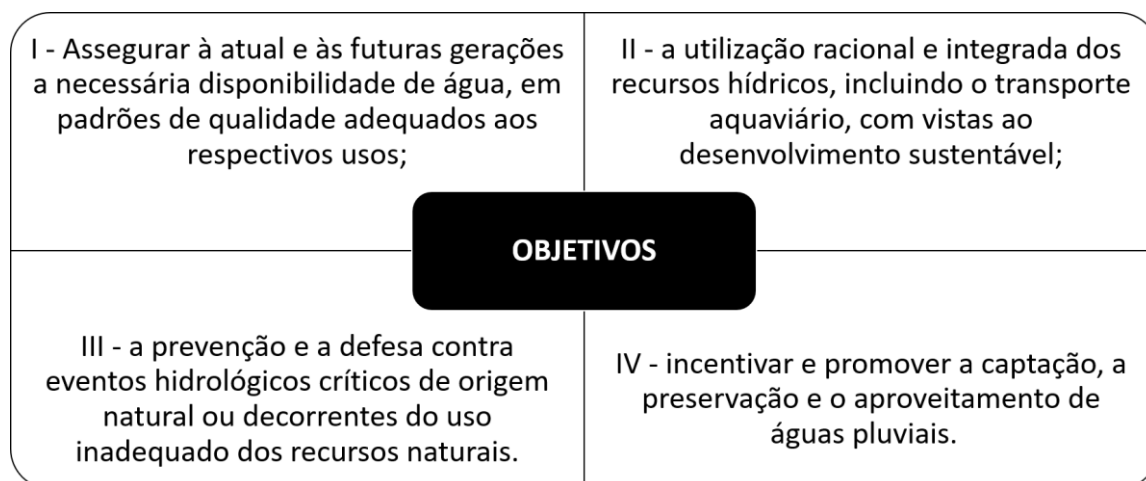 I - Assegurar à atual e às futuras gerações
a necessária disponibilidade de água, em
padrões de qualidade adequados aos
respectivos usos;
II - a utilização racional e integrada dos
recursos hídricos, incluindo o transporte
aquaviário, com vistas ao
desenvolvimento sustentável;
OBJETIVOS
III - a prevenção e a defesa contra
eventos hidrológicos críticos de origem
natural ou decorrentes do uso
inadequado dos recursos naturais.
IV - incentivar e promover a captação, a
preservação e o aproveitamento de
águas pluviais.